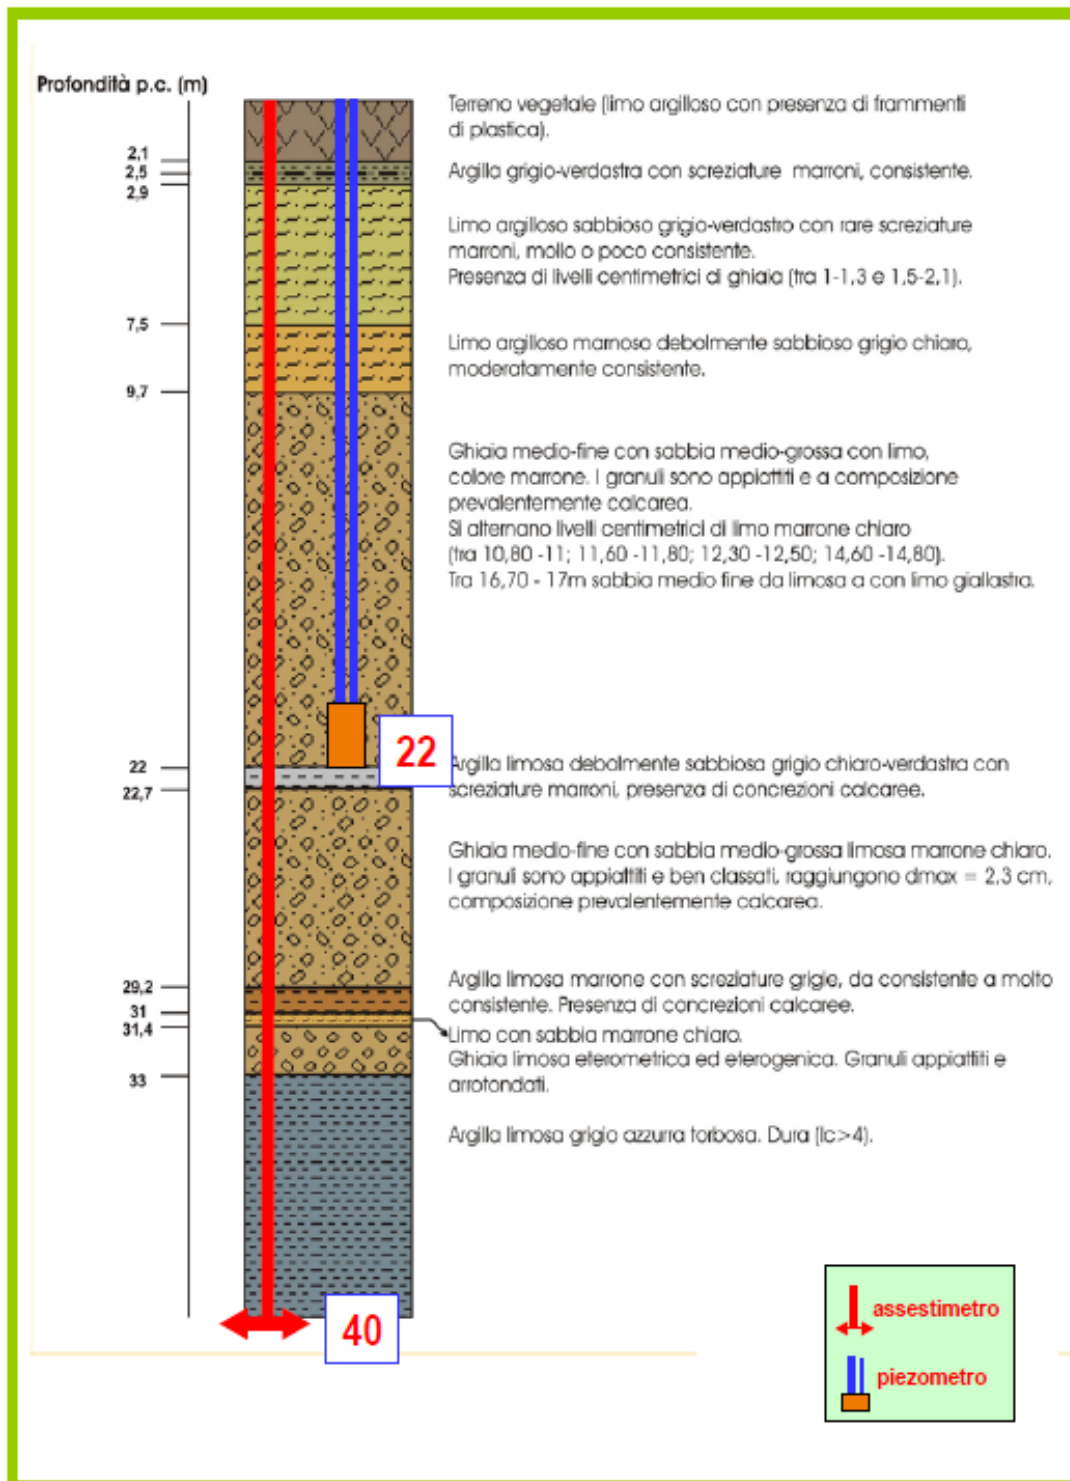 Profondità p.c. (m)
Terreno vegetale (limo argilloso con presenza di frammenti
di plastica).
2,1
2,5
2,9
Argilla grigio-verdastra con screziature marroni, consistente.
Limo argilloso sabbioso grigio-verdastro con rare screziature
marroni, mollo o poco consistente.
Presenza di livelli centimetrici di ghiaia (tra 1-1,3 e 1,5-2,1).
7,5
Limo argilloso marnoso debolmente sabbioso grigio chiaro,
moderatamente consistente.
9,7
Ghiaia medio-fine con sabbia medio-grossa con limo,
colore marrone. I granuli sono appiattiti e a composizione
prevalentemente calcarea.
Si alternano livelli centimetrici di limo marrone chiaro
(tra 10,80 -11; 11,60 -11,80; 12,30 -12,50; 14,60 -14,80).
Tra 16,70 - 17m sabbia medio fine da limosa a con limo giallastra.
22
22
22,7
Argilla limosa debolmente sabbiosa grigio chiaro-verdastra con
screziature marroni, presenza di concrezioni calcaree.
Ghiaia medio-fine con sabbia medio-grossa limosa marrone chiaro.
I granuli sono appiattiti e ben classati, raggiungono dmax = 2,3 cm,
composizione prevalentemente calcarea.
29,2
31
31,4
33
Argilla limosa marrone con screziature grigie, da consistente a molto
consistente. Presenza di concrezioni calcaree.
Limo con sabbia marrone chiaro.
Ghiaia limosa eterometrica ed eterogenica. Granuli appiattiti e
arrotondati.
Argilla limosa grigio azzurra torbosa. Dura (Ic>4).
40
assestimetro
piezometro